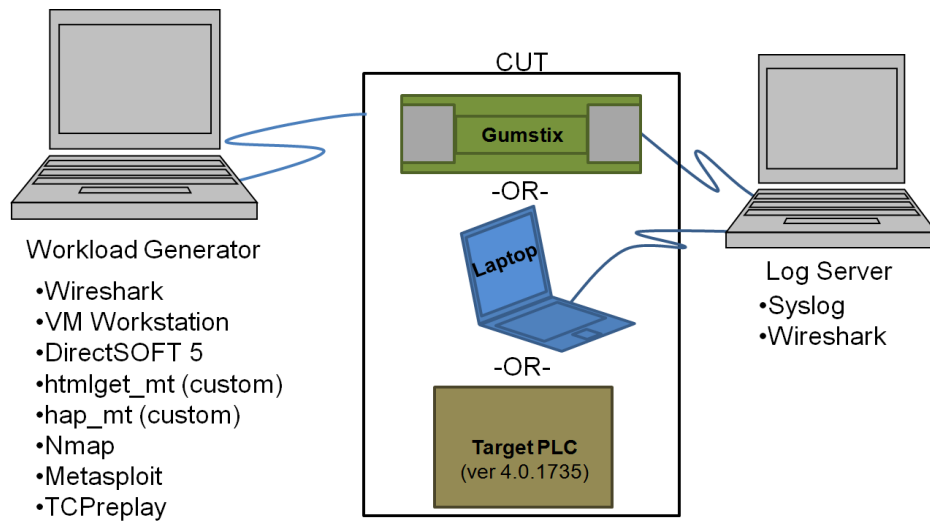 CUT
Gumstix
-OR-
Laptop
-OR-
Target PLC
(ver 4.0.1735)
Workload Generator
•Wireshark
•VM Workstation
•DirectSOFT 5
•htmlget_mt (custom)
•hap_mt (custom)
•Nmap
•Metasploit
•TCPreplay
Log Server
•Syslog
•Wireshark